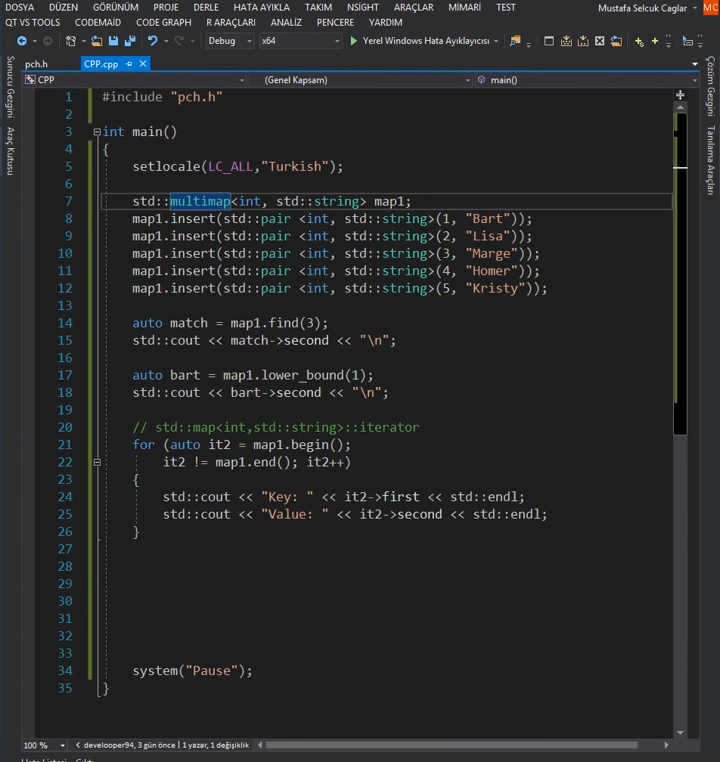 DOSYA DÜZEN GÖRÜNÜM PROJE DERLE HATA AYIKLA TAKIM NSİGHT ARAÇLAR MİMARİ TEST Mustafa Selcuk Caglar MC
QT VS TOOLS CODEMAID CODE GRAPH R ARAÇLARI ANALİZ PENCERE YARDIM
Debug x64 Yerel Windows Hata Ayıklayıcısı
pch.h CPP.cpp
CPP (Genel Kapsam) main()
Sunucu Gezgini
Araç Kutusu
Çözüm Gezgini
Tanılama Araçları
1 #include "pch.h"
2
3 int main()
4 {
5 setlocale(LC_ALL,"Turkish");
6
7 std::multimap<int, std::string> map1;
8 map1.insert(std::pair <int, std::string>(1, "Bart"));
9 map1.insert(std::pair <int, std::string>(2, "Lisa"));
10 map1.insert(std::pair <int, std::string>(3, "Marge"));
11 map1.insert(std::pair <int, std::string>(4, "Homer"));
12 map1.insert(std::pair <int, std::string>(5, "Kristy"));
13
14 auto match = map1.find(3);
15 std::cout << match->second << "\n";
16
17 auto bart = map1.lower_bound(1);
18 std::cout << bart->second << "\n";
19
20 // std::map<int,std::string>::iterator
21 for (auto it2 = map1.begin();
22 it2 != map1.end(); it2++)
23 {
24 std::cout << "Key: " << it2->first << std::endl;
25 std::cout << "Value: " << it2->second << std::endl;
26 }
27
28
29
30
31
32
33
34 system("Pause");
35 }
100 % develooper94, 3 gün önce | 1 yazar, 1 değişiklik